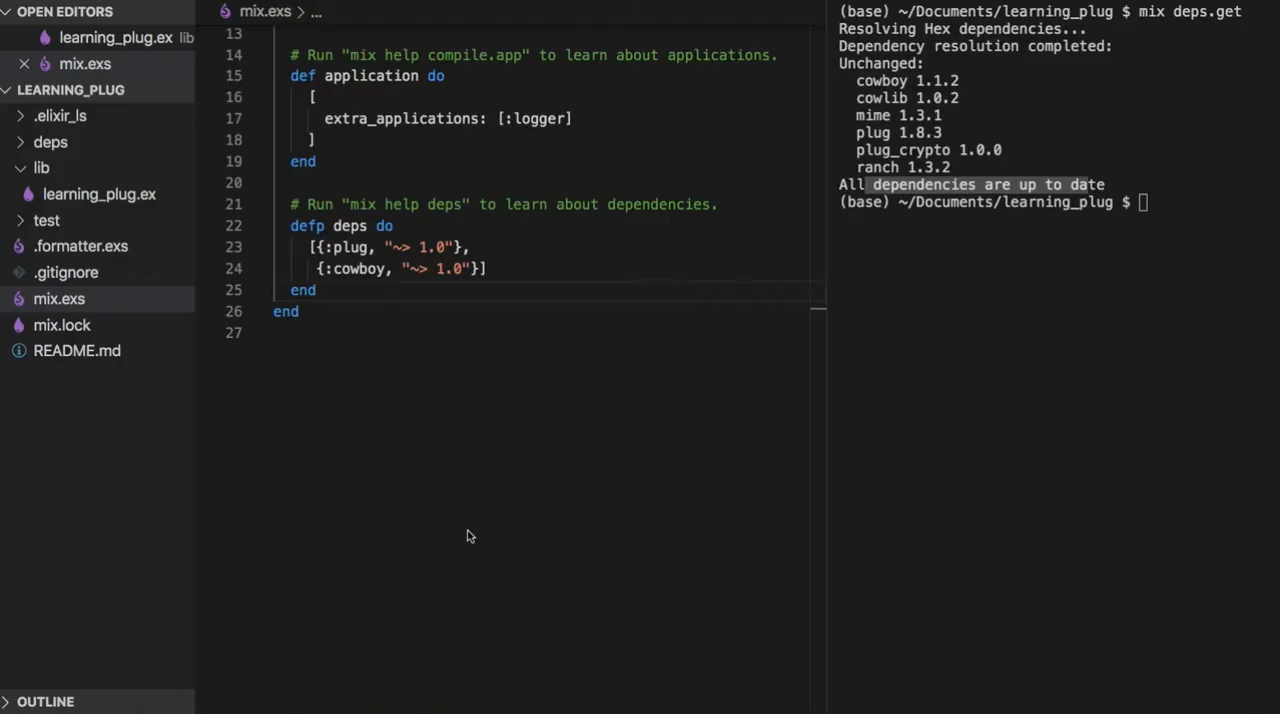 OPEN EDITORS
learning_plug.ex lib
mix.exs
LEARNING_PLUG
.elixir_ls
deps
lib
learning_plug.ex
test
.formatter.exs
.gitignore
mix.exs
mix.lock
README.md
OUTLINE
mix.exs > ...
13
14 # Run "mix help compile.app" to learn about applications.
15 def application do
16 [
17 extra_applications: [:logger]
18 ]
19 end
20
21 # Run "mix help deps" to learn about dependencies.
22 defp deps do
23 [{:plug, "~> 1.0"},
24 {:cowboy, "~> 1.0"}]
25 end
26 end
27
(base) ~/Documents/learning_plug $ mix deps.get
Resolving Hex dependencies...
Dependency resolution completed:
Unchanged:
cowboy 1.1.2
cowlib 1.0.2
mime 1.3.1
plug 1.8.3
plug_crypto 1.0.0
ranch 1.3.2
All dependencies are up to date
(base) ~/Documents/learning_plug $